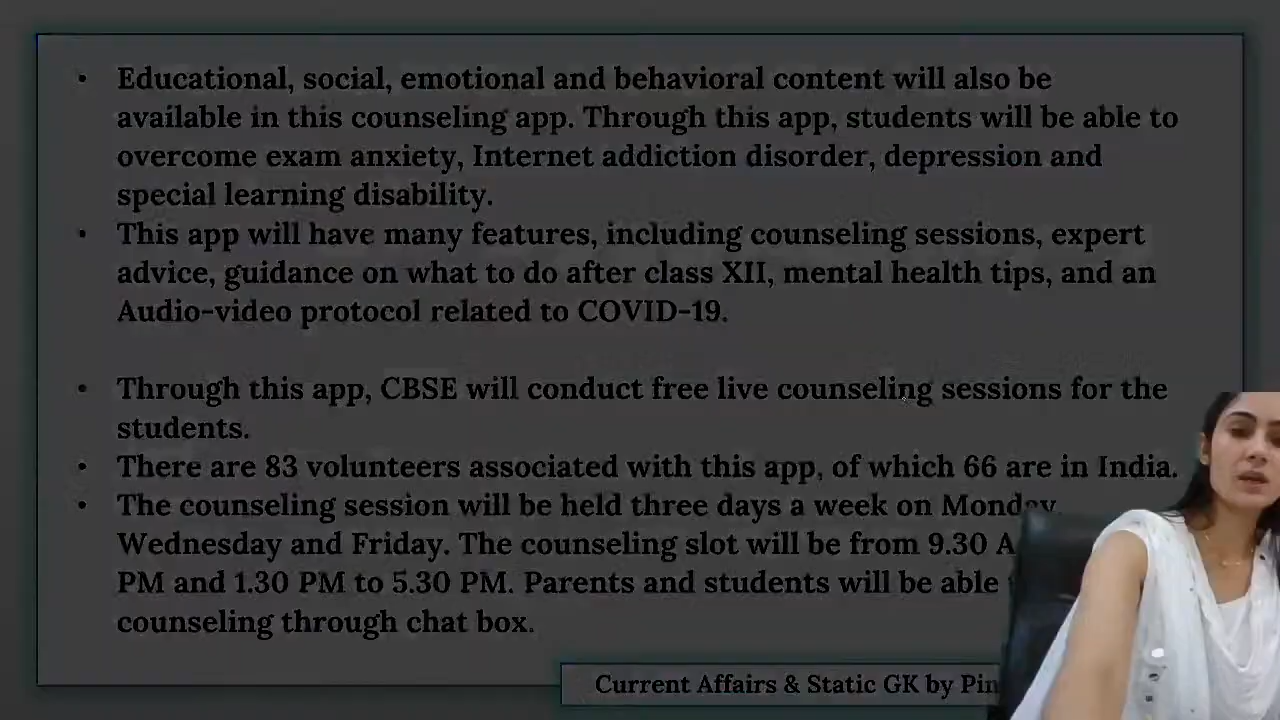 • Educational, social, emotional and behavioral content will also be
available in this counseling app. Through this app, students will be able to
overcome exam anxiety, Internet addiction disorder, depression and
special learning disability.
• This app will have many features, including counseling sessions, expert
advice, guidance on what to do after class XII, mental health tips, and an
Audio-video protocol related to COVID-19.
• Through this app, CBSE will conduct free live counseling sessions for the
students.
• There are 83 volunteers associated with this app, of which 66 are in India.
• The counseling session will be held three days a week on Monday,
Wednesday and Friday. The counseling slot will be from 9.30
PM and 1.30 PM to 5.30 PM. Parents and students will be able
counseling through chat box.
Current Affairs & Static GK by